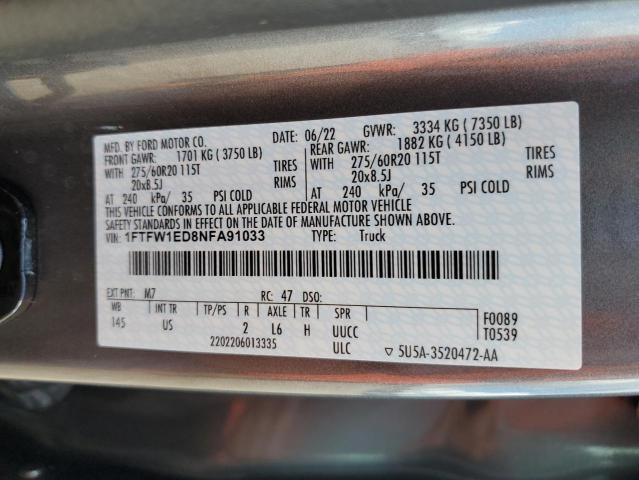 MFD. BY FORD MOTOR CO.
DATE: 06/22 GVWR: 3334 KG ( 7350 LB)
FRONT GAWR: 1701 KG ( 3750 LB)
REAR GAWR: 1882 KG ( 4150 LB)
WITH 275/60R20 115T TIRES
WITH 275/60R20 115T TIRES
20x8.5J RIMS
20x8.5J RIMS
AT 240 kPa/ 35 PSI COLD
AT 240 kPa/ 35 PSI COLD
THIS VEHICLE CONFORMS TO ALL APPLICABLE FEDERAL MOTOR VEHICLE
SAFETY STANDARDS IN EFFECT ON THE DATE OF MANUFACTURE SHOWN ABOVE.
VIN: 1FTFW1ED8NFA91033 TYPE: Truck
EXT PNT: M7 RC: 47 DSO:
WB INT TR TP/PS R AXLE TR SPR
145 US 2 L6 H UUCC
ULC
2202206013335
F0089
T0539
▽ 5U5A-3520472-AA